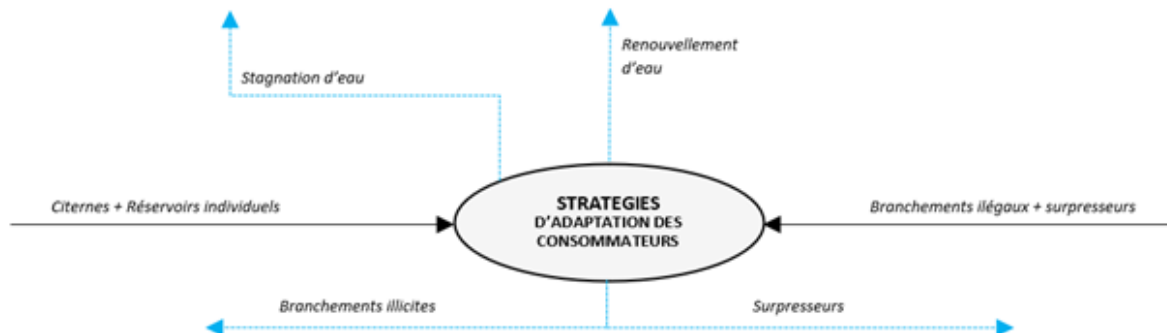 Renouvellement
d'eau
Stagnation d'eau
Citernes + Réservoirs individuels
STRATEGIES
D'ADAPTATION DES
CONSOMMATEURS
Branchements ilégaux + surpresseurs
Branchements illicites
Surpresseurs